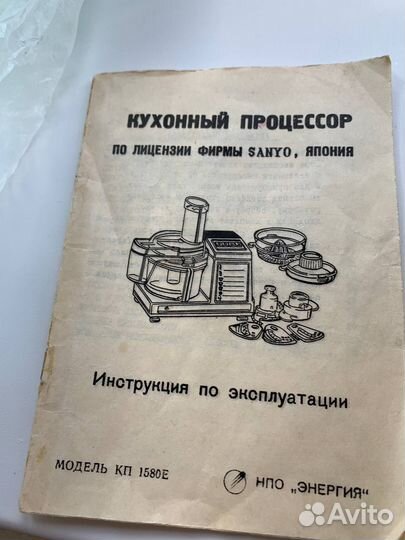 КУХОННЫЙ ПРОЦЕССОР
ПО ЛИЦЕНЗИИ ФИРМЫ SANYO, ЯПОНИЯ
Инструкция по эксплуатации
МОДЕЛЬ КП 1580Е
НПО „ЭНЕРГИЯ"
Avito